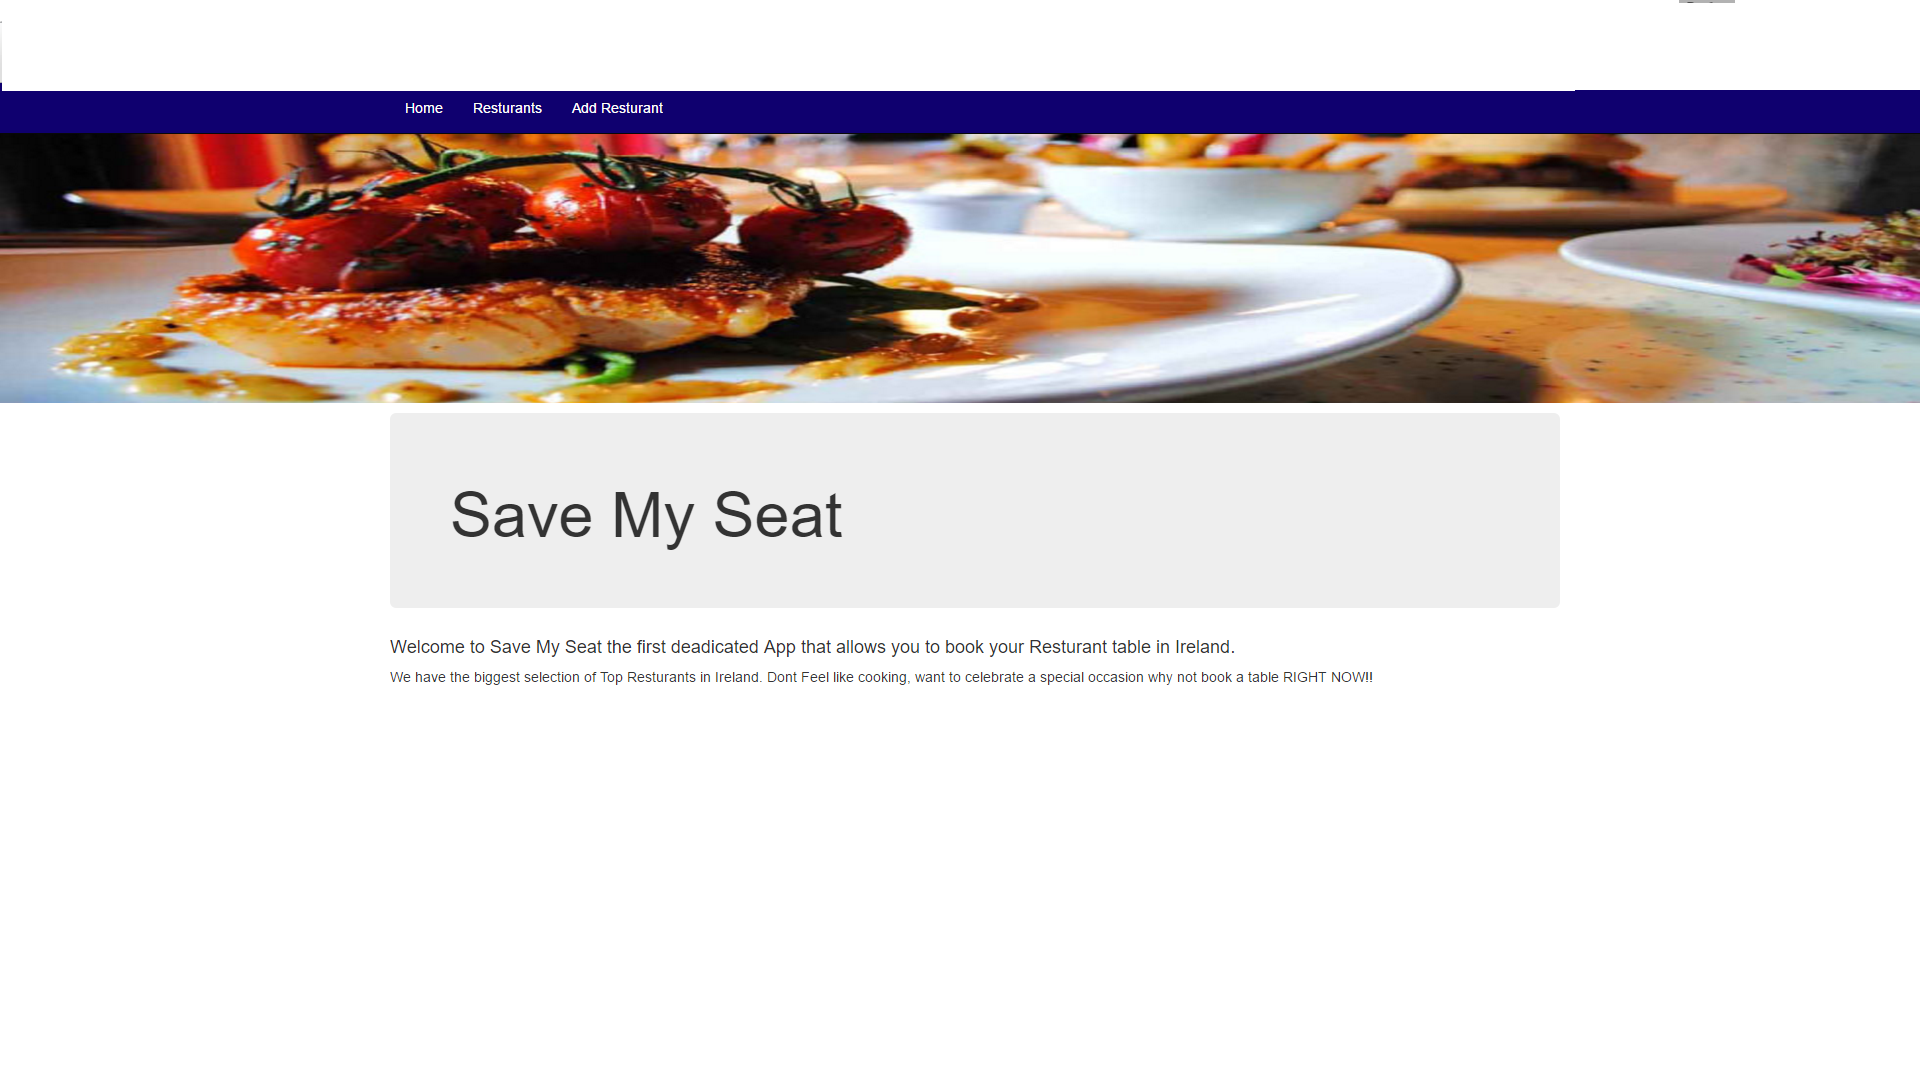 Home Resturants Add Resturant
Save My Seat
Welcome to Save My Seat the first deadicated App that allows you to book your Resturant table in Ireland.
We have the biggest selection of Top Resturants in Ireland. Dont Feel like cooking, want to celebrate a special occasion why not book a table RIGHT NOW!!